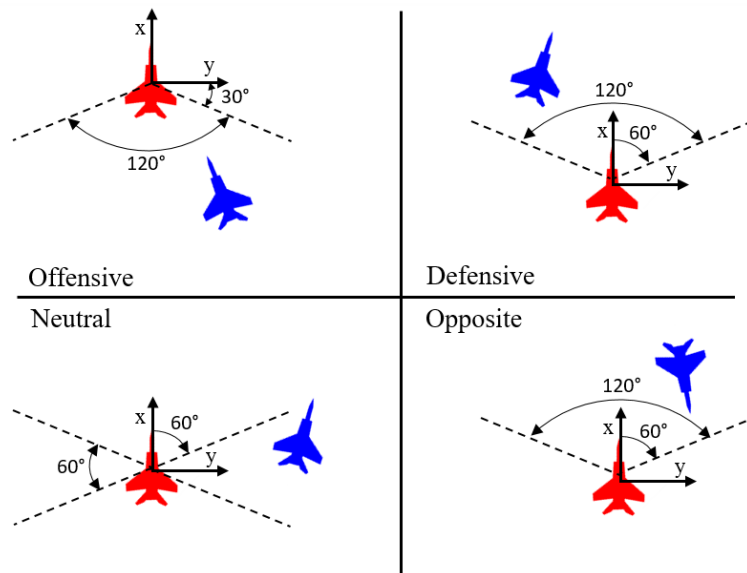 x
y
30°
120°
Offensive
120°
x
60°
y
Defensive
Neutral
x
60°
60°
y
Opposite
120°
x
60°
y